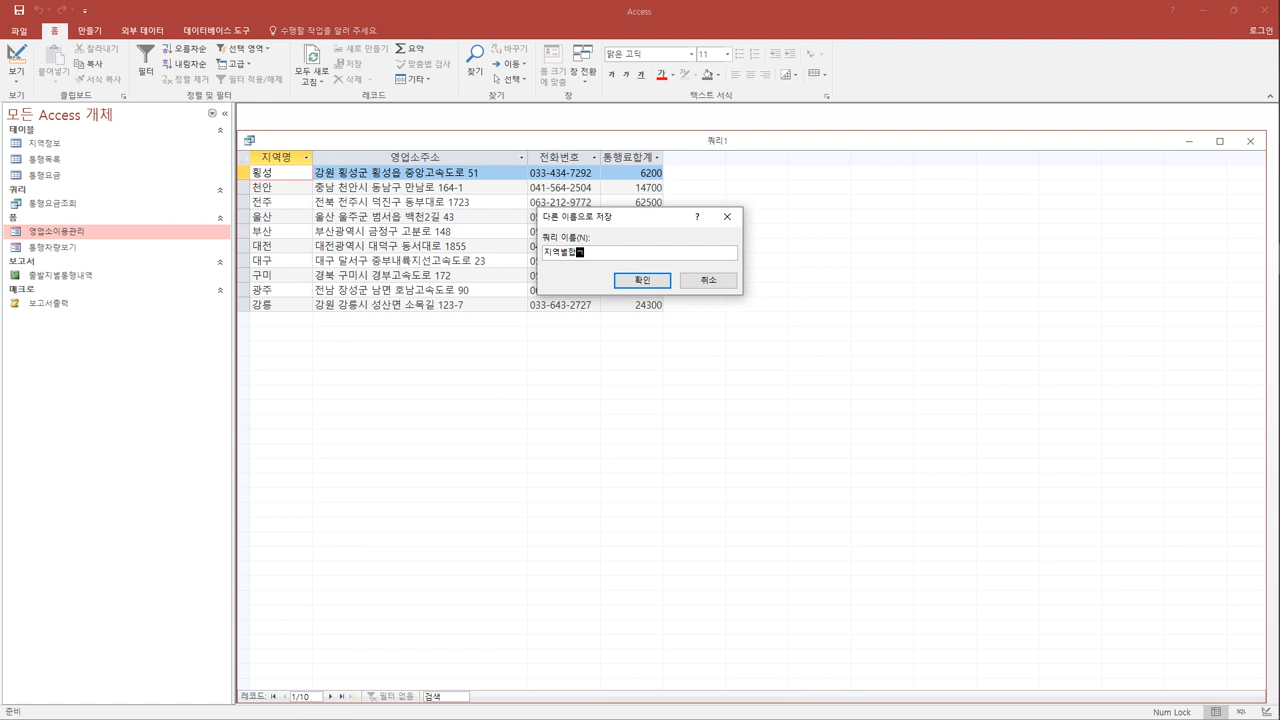 Access
로그인
파일 홈 만들기 외부 데이터 데이터베이스 도구 수행할 작업을 알려 주세요.
보기 붙여넣기 잘라내기 복사 서식 복사 필터 오름차순 내림차순 정렬 제거 선택 영역 고급 필터 적용/해제 모두 새로 고침 새로 만들기 저장 삭제 요약 맞춤법 검사 기타 찾기 바꾸기 이동 선택 폼 크기에 맞춤 창 전환 맑은 고딕 11 가 가 가 가
보기 클립보드 정렬 및 필터 레코드 찾기 창 텍스트 서식
모든 Access 개체
테이블
지역정보
통행목록
통행요금
쿼리
통행요금조회
폼
영업소이용관리
통행차량보기
보고서
출발지별통행내역
매크로
보고서출력
쿼리1
지역명 영업소주소 전화번호 통행료합계
횡성 강원 횡성군 횡성읍 중앙고속도로 51 033-434-7292 6200
천안 충남 천안시 동남구 만남로 164-1 041-564-2504 14700
전주 전북 전주시 덕진구 동부대로 1723 063-212-9772 62500
울산 울산 울주군 범서읍 백천2길 43
부산 부산광역시 금정구 고분로 148
대전 대전광역시 대덕구 동서대로 1855
대구 대구 달서구 중부내륙지선고속도로 23
구미 경북 구미시 경부고속도로 172
광주 전남 장성군 남면 호남고속도로 90
강릉 강원 강릉시 성산면 소목길 123-7 033-643-2727 24300
다른 이름으로 저장
쿼리 이름(N):
지역별합ㄱ
확인 취소
레코드: 1/10 필터 없음 검색
준비 Num Lock SQL